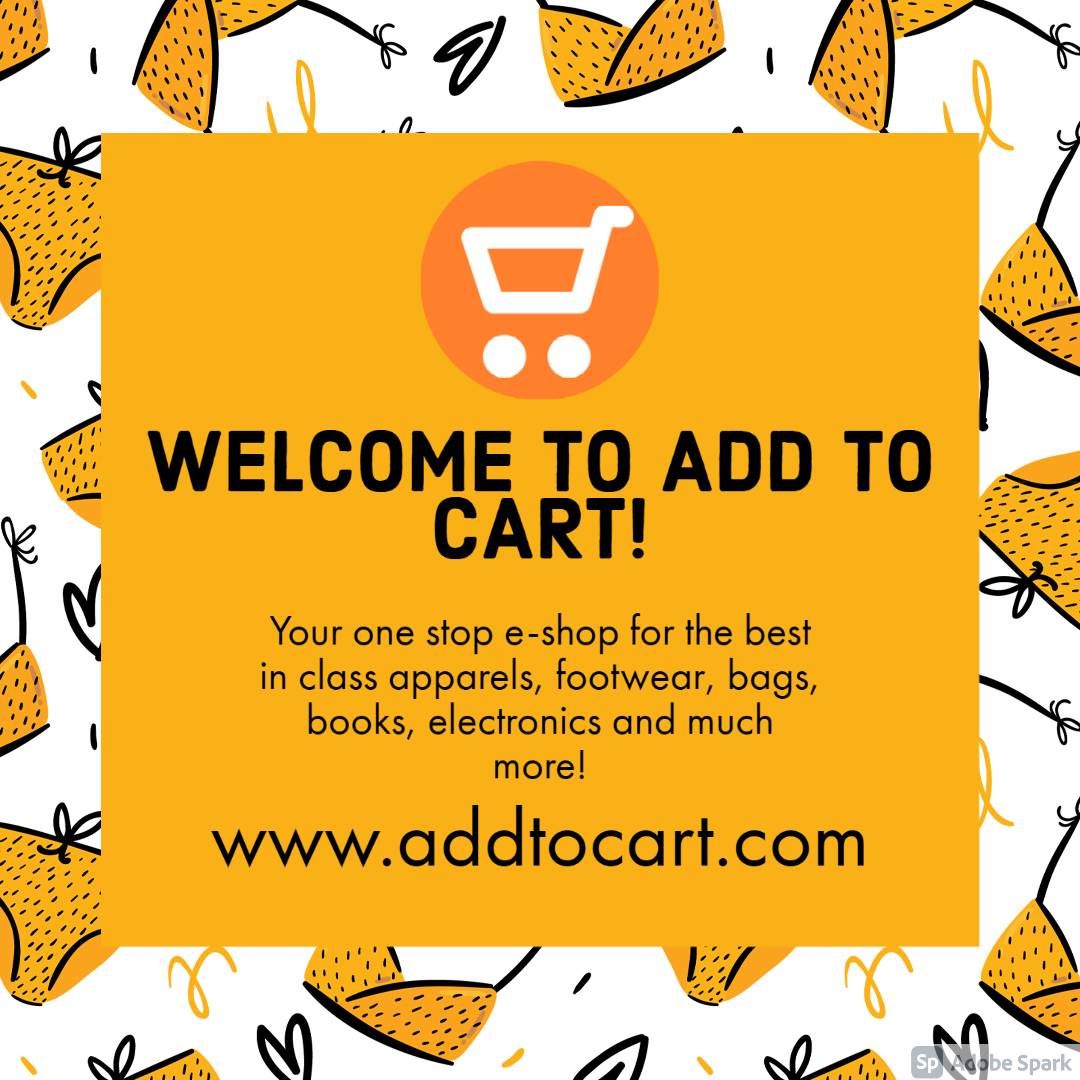 WELCOME TO ADD TO
CART!
Your one stop e-shop for the best
in class apparels, footwear, bags,
books, electronics and much
more!
www.addtocart.com
Sp Adobe Spark